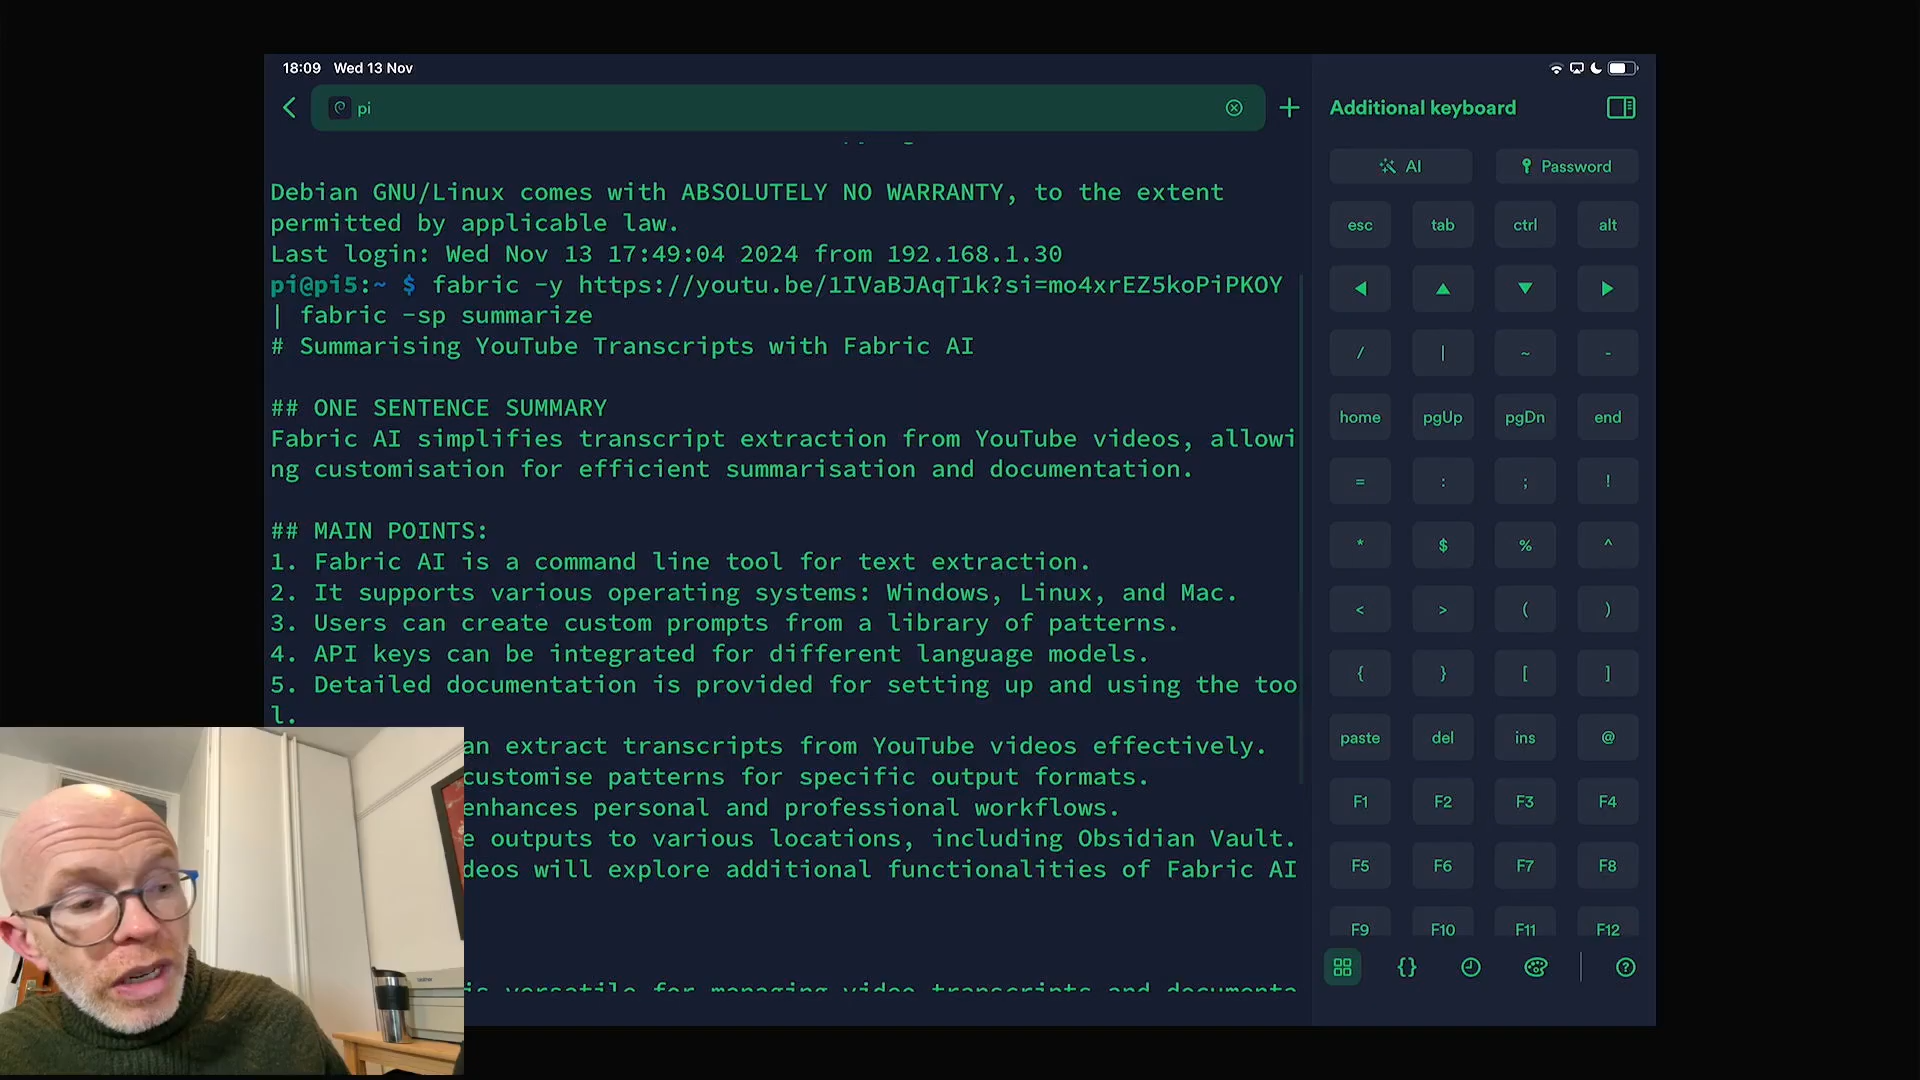 18:09 Wed 13 Nov
pi
Additional keyboard
AI Password
Debian GNU/Linux comes with ABSOLUTELY NO WARRANTY, to the extent
permitted by applicable law.
Last login: Wed Nov 13 17:49:04 2024 from 192.168.1.30
pi@pi5:~ $ fabric -y https://youtu.be/1IVaBJAqT1k?si=mo4xrEZ5koPiPKOY
| fabric -sp summarize
# Summarising YouTube Transcripts with Fabric AI
## ONE SENTENCE SUMMARY
Fabric AI simplifies transcript extraction from YouTube videos, allowi
ng customisation for efficient summarisation and documentation.
## MAIN POINTS:
1. Fabric AI is a command line tool for text extraction.
2. It supports various operating systems: Windows, Linux, and Mac.
3. Users can create custom prompts from a library of patterns.
4. API keys can be integrated for different language models.
5. Detailed documentation is provided for setting up and using the too
l.
an extract transcripts from YouTube videos effectively.
customise patterns for specific output formats.
enhances personal and professional workflows.
e outputs to various locations, including Obsidian Vault.
deos will explore additional functionalities of Fabric AI
is versatile for managing video transcripts and documenta
esc tab ctrl alt
/ | ~ -
home pgUp pgDn end
= : ; !
* $ % ^
< > ( )
{ } [ ]
paste del ins @
F1 F2 F3 F4
F5 F6 F7 F8
F9 F10 F11 F12
{}
?